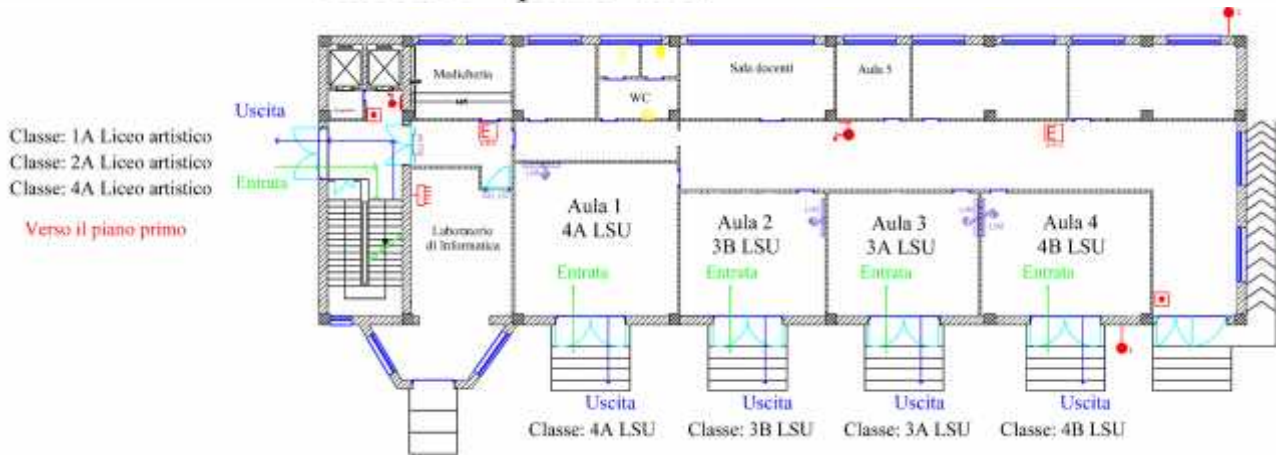 Medicheria
Sala docenti
Aula 5
WC
Uscita
Classe: 1A Liceo artistico
Classe: 2A Liceo artistico
Classe: 4A Liceo artistico
Entrata
Verso il piano primo
Laboratorio
di Informatica
Aula 1
4A LSU
Aula 2
3B LSU
Aula 3
3A LSU
Aula 4
4B LSU
Entrata
Entrata
Entrata
Entrata
Uscita
Uscita
Uscita
Uscita
Classe: 4A LSU
Classe: 3B LSU
Classe: 3A LSU
Classe: 4B LSU